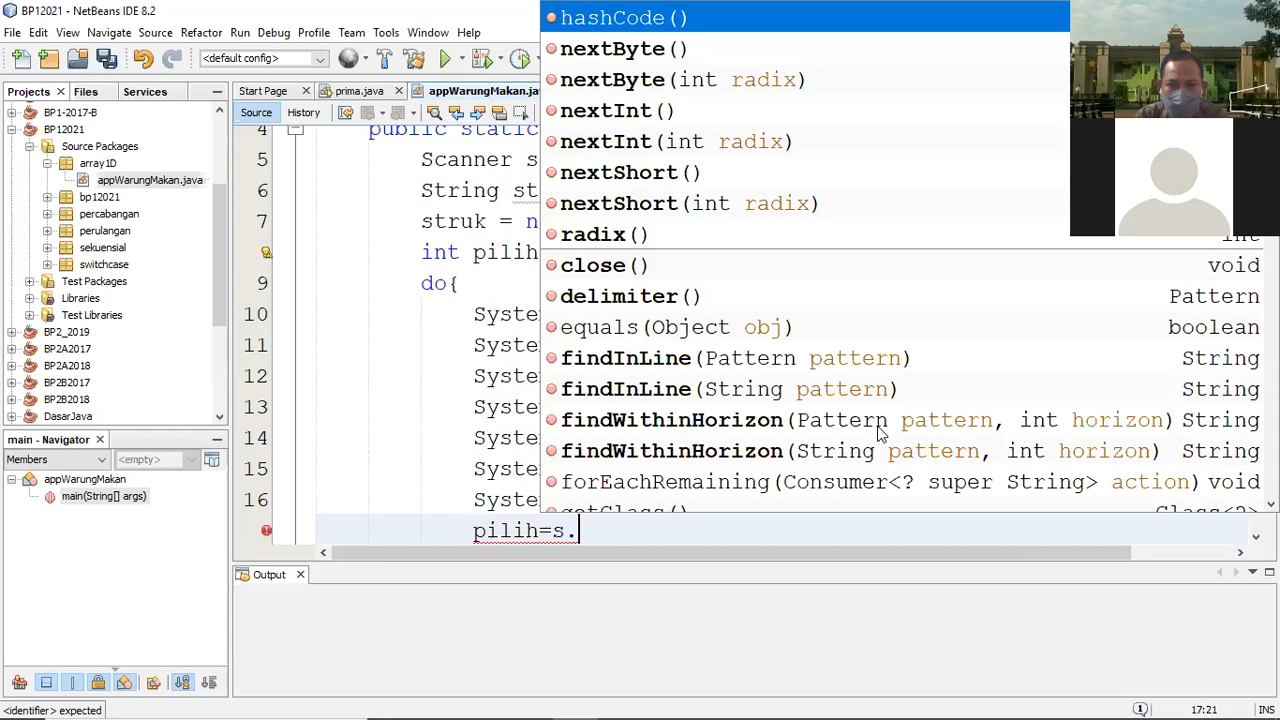 BP12021 - NetBeans IDE 8.2
File Edit View Navigate Source Refactor Run Debug Profile Team Tools Window Help
<default config>
Projects Files Services
BP1-2017-B
BP12021
Source Packages
array1D
appWarungMakan.java
bp12021
percabangan
perulangan
sekuensial
switchcase
Test Packages
Libraries
Test Libraries
BP2_2019
BP2A2017
BP2A2018
BP2B2017
BP2B2018
DasarJava
main - Navigator
Members <empty>
appWarungMakan
main(String[] args)
<identifier> expected
Start Page prima.java appWarungMakan.ja
Source History
4 public static
5 Scanner s
6 String st
7 struk = n
int pilih
9 do{
10 Syste
11 Syste
12 Syste
13 Syste
14 Syste
15 Syste
16 Syste
pilih=s.
hashCode()
nextByte()
nextByte(int radix)
nextInt()
nextInt(int radix)
nextShort()
nextShort(int radix)
radix() int
close() void
delimiter() Pattern
equals(Object obj) boolean
findInLine(Pattern pattern) String
findInLine(String pattern) String
findWithinHorizon(Pattern pattern, int horizon) String
findWithinHorizon(String pattern, int horizon) String
forEachRemaining(Consumer<? super String> action) void
getClass() Class<?>
Output
1 17:21 INS